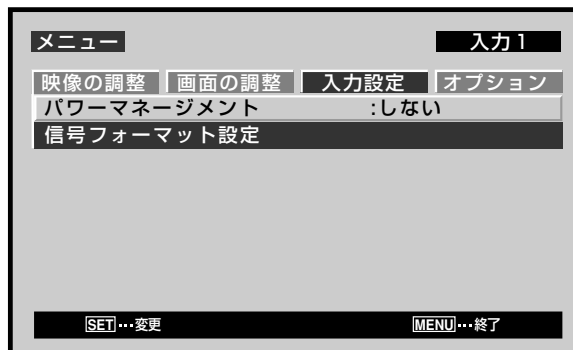 メニュー 入力1
映像の調整 画面の調整 入力設定 オプション
パワーマネージメント :しない
信号フォーマット設定
SET…変更 MENU…終了